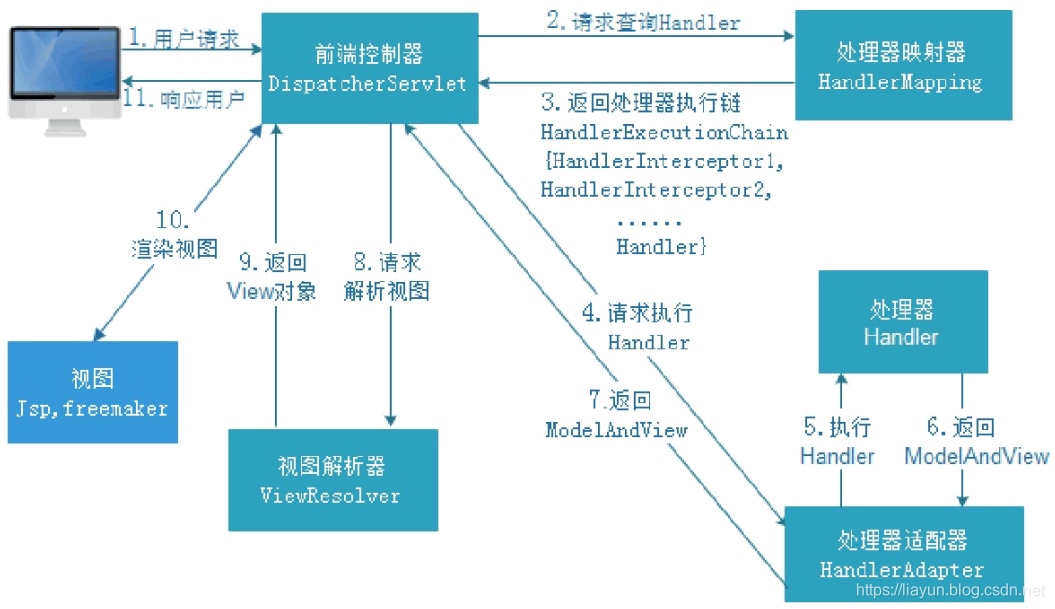 1.用户请求
11.响应用户
前端控制器
DispatcherServlet
2.请求查询Handler
处理器映射器
HandlerMapping
3.返回处理器执行链
HandlerExecutionChain
{HandlerInterceptor1,
HandlerInterceptor2,
......
Handler}
10.
渲染视图
9.返回
View对象
8.请求
解析视图
4.请求执行
Handler
处理器
Handler
视图
Jsp,freemaker
7.返回
ModelAndView
5.执行
Handler
6.返回
ModelAndView
视图解析器
ViewResolver
处理器适配器
HandlerAdapter
https://liayun.blog.csdn.net